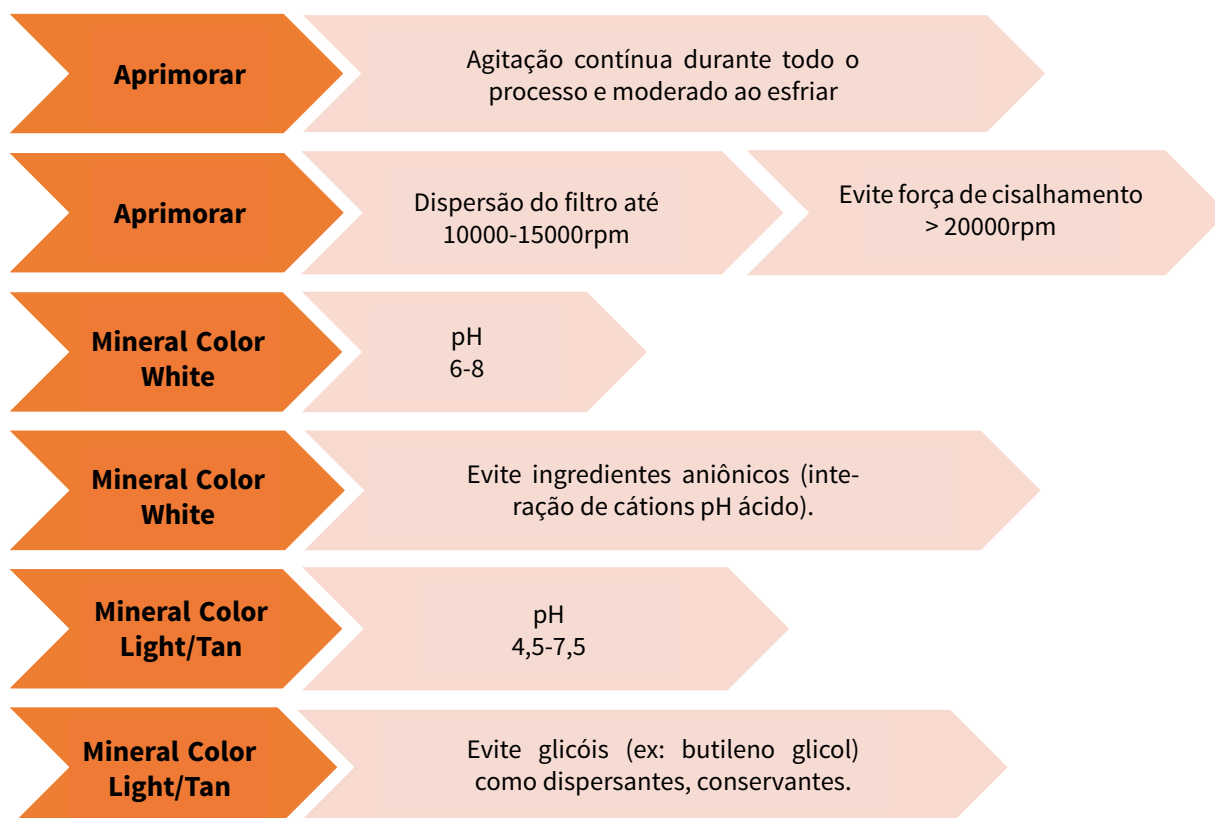 Aprimorar
Agitação contínua durante todo o
processo e moderado ao esfriar
Aprimorar
Dispersão do filtro até
10000-15000rpm
Evite força de cisalhamento
> 20000rpm
Mineral Color
White
pH
6-8
Mineral Color
White
Evite ingredientes aniônicos (inte-
ração de cátions pH ácido).
Mineral Color
Light/Tan
pH
4,5-7,5
Mineral Color
Light/Tan
Evite glicóis (ex: butileno glicol)
como dispersantes, conservantes.